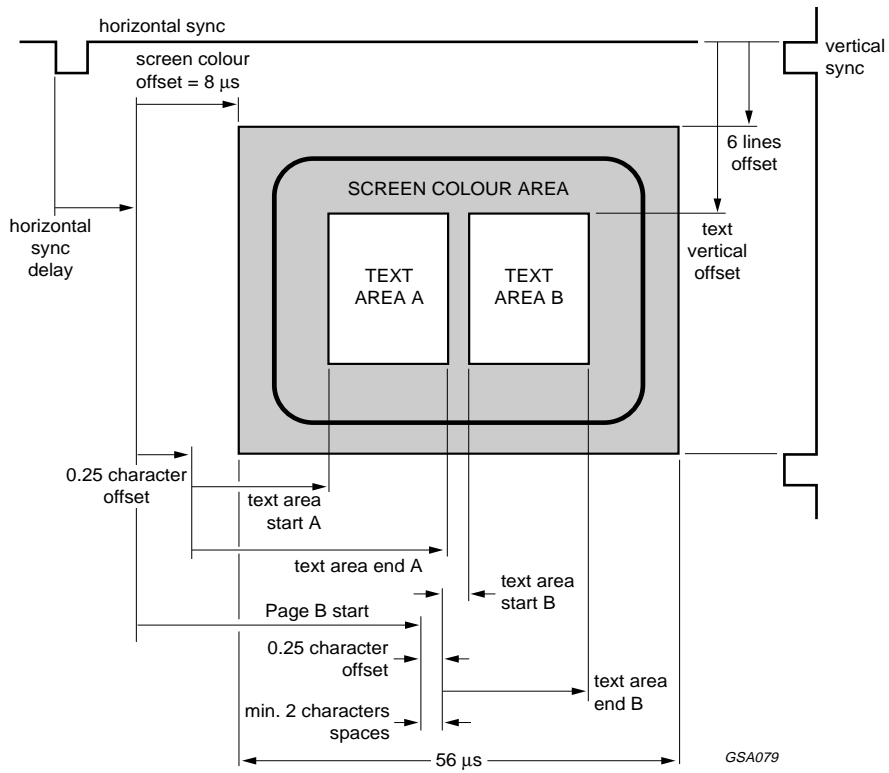 horizontal sync
screen colour
offset = 8 μs
vertical
sync
6 lines
offset
SCREEN COLOUR AREA
horizontal
sync
delay
text
vertical
offset
TEXT
AREA A
TEXT
AREA B
0.25 character
offset
text area
start A
text area end A
text area
start B
Page B start
0.25 character
offset
text area
end B
min. 2 characters
spaces
56 μs
GSA079